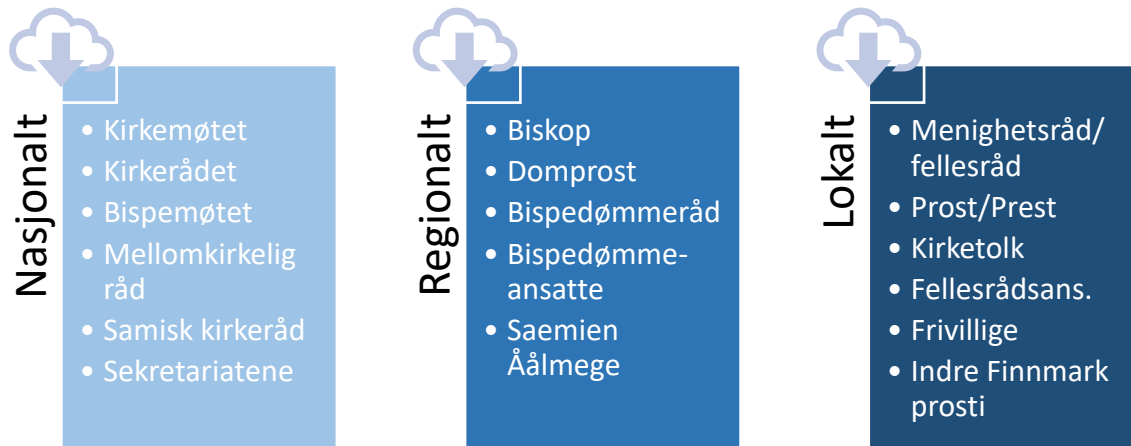 Nasjonalt
• Kirkemøtet
• Kirkerådet
• Bispemøtet
• Mellomkirkelig
råd
• Samisk kirkeråd
• Sekretariatene
Regionalt
• Biskop
• Domprost
• Bispedømmeråd
• Bispedømme-
ansatte
• Saemien
Åålmege
Lokalt
• Menighetsråd/
fellesråd
• Prost/Prest
• Kirketolk
• Fellesrådsans.
• Frivillige
• Indre Finnmark
prosti